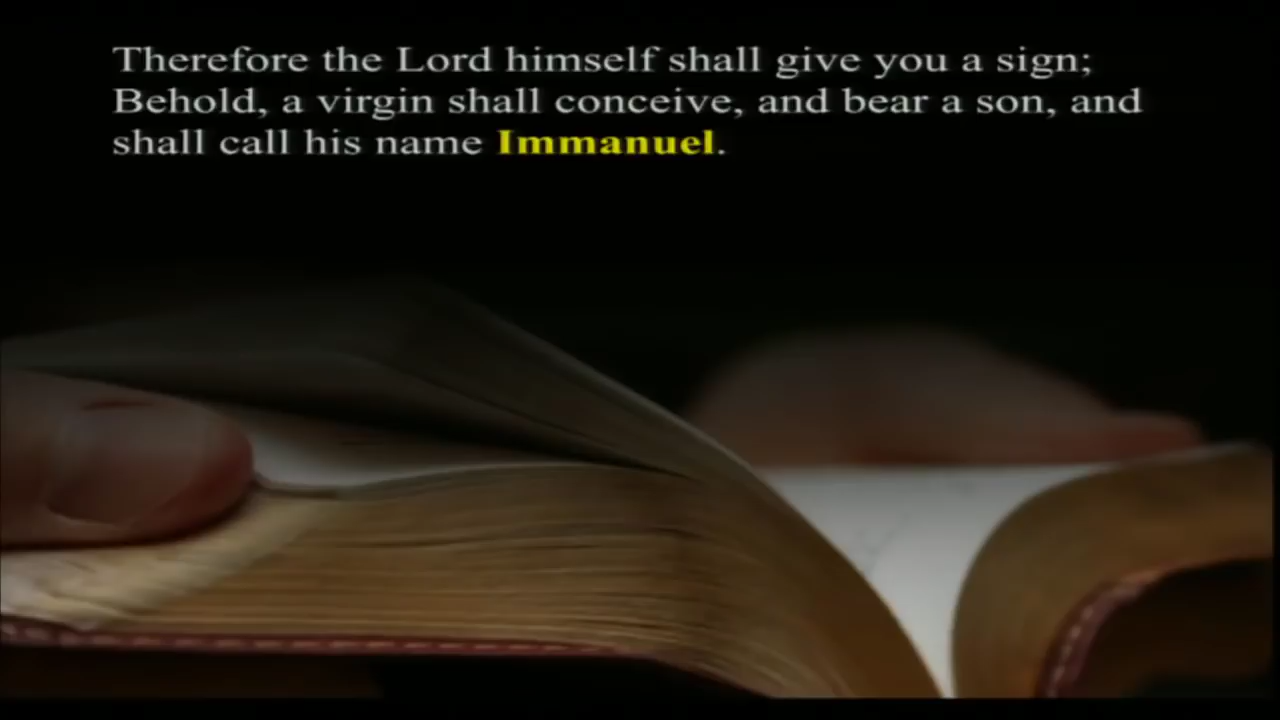 Therefore the Lord himself shall give you a sign;
Behold, a virgin shall conceive, and bear a son, and
shall call his name Immanuel.